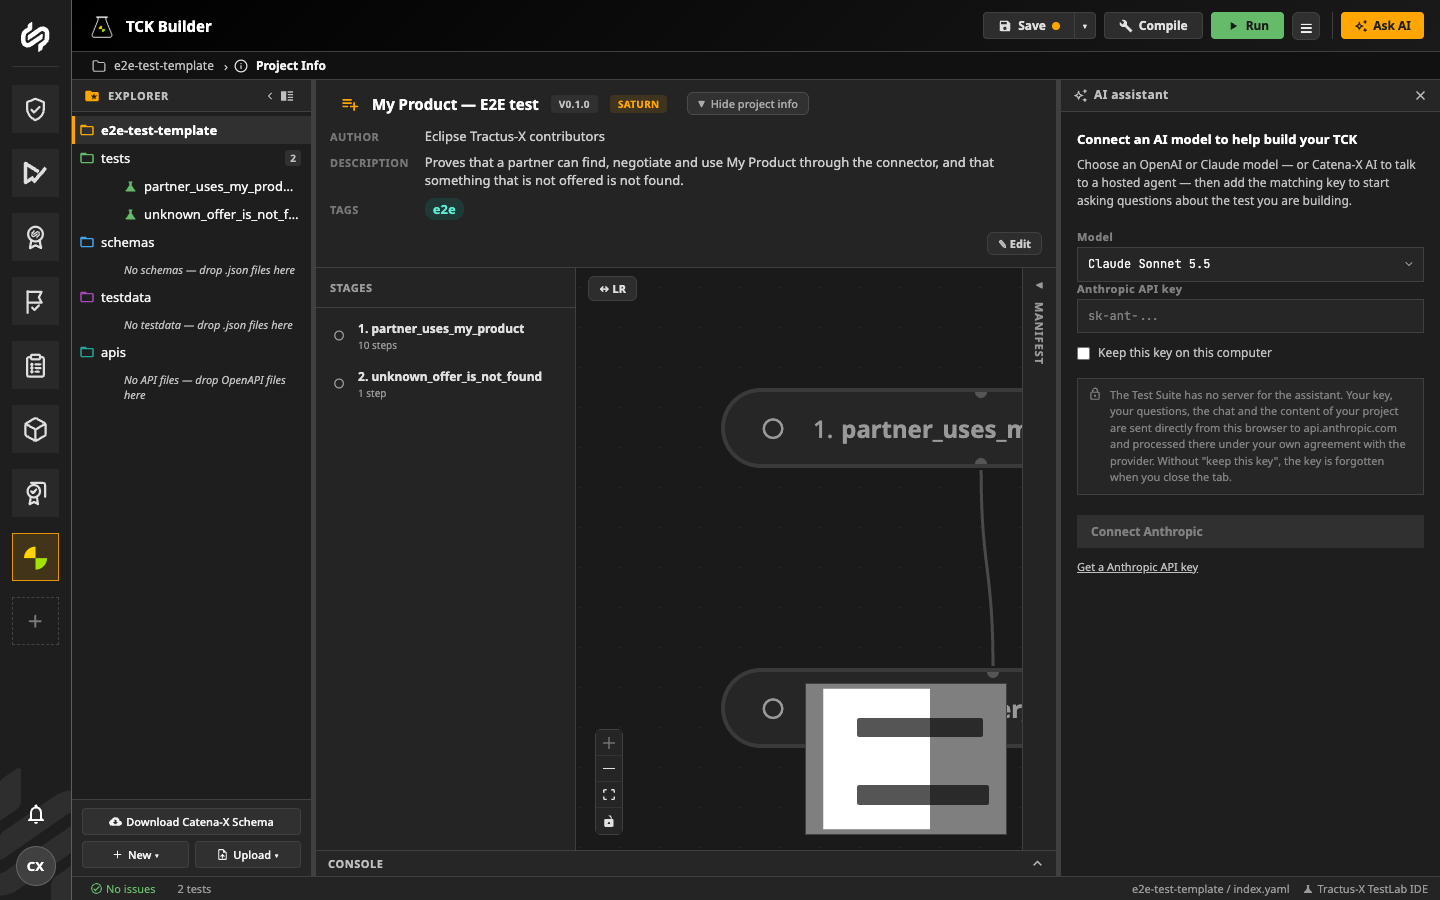 TCK Builder
Save
Compile
Run
Ask AI
e2e-test-template › Project Info
EXPLORER
e2e-test-template
tests 2
partner_uses_my_prod...
unknown_offer_is_not_f...
schemas
No schemas — drop .json files here
testdata
No testdata — drop .json files here
apis
No API files — drop OpenAPI files
here
Download Catena-X Schema
+ New
Upload
CX
My Product — E2E test
V0.1.0
SATURN
Hide project info
AUTHOR Eclipse Tractus-X contributors
DESCRIPTION Proves that a partner can find, negotiate and use My Product through the connector, and that
something that is not offered is not found.
TAGS e2e
Edit
STAGES
1. partner_uses_my_product
10 steps
2. unknown_offer_is_not_found
1 step
LR
1. partner_uses_m
er
MANIFEST
CONSOLE
AI assistant
Connect an AI model to help build your TCK
Choose an OpenAI or Claude model — or Catena-X AI to talk
to a hosted agent — then add the matching key to start
asking questions about the test you are building.
Model
Claude Sonnet 5.5
Anthropic API key
sk-ant-...
Keep this key on this computer
The Test Suite has no server for the assistant. Your key,
your questions, the chat and the content of your project
are sent directly from this browser to api.anthropic.com
and processed there under your own agreement with the
provider. Without "keep this key", the key is forgotten
when you close the tab.
Connect Anthropic
Get a Anthropic API key
No issues
2 tests
e2e-test-template / index.yaml
Tractus-X TestLab IDE